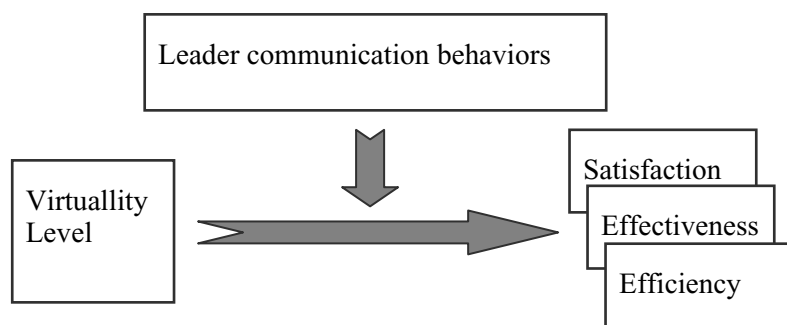 Leader communication behaviors
Virtuallity
Level
Satisfaction
Effectiveness
Efficiency